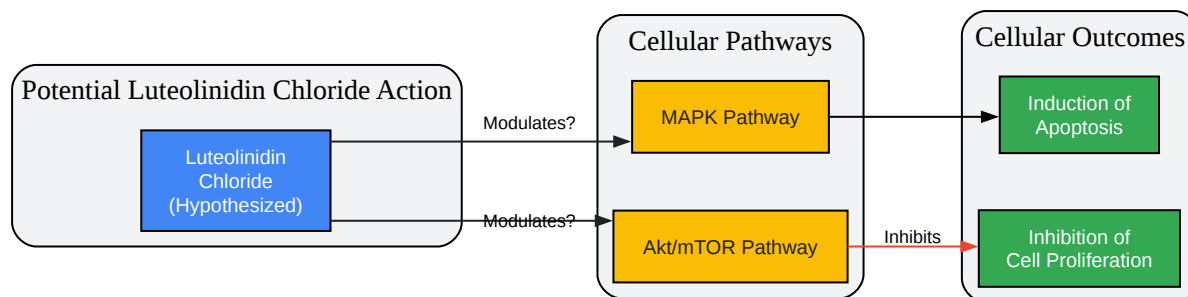 Potential Luteolinidin Chloride Action
Luteolinidin
Chloride
(Hypothesized)
Modulates?
Modulates?
Cellular Pathways
MAPK Pathway
Akt/mTOR Pathway
Inhibits
Cellular Outcomes
Induction of
Apoptosis
Inhibition of
Cell Proliferation